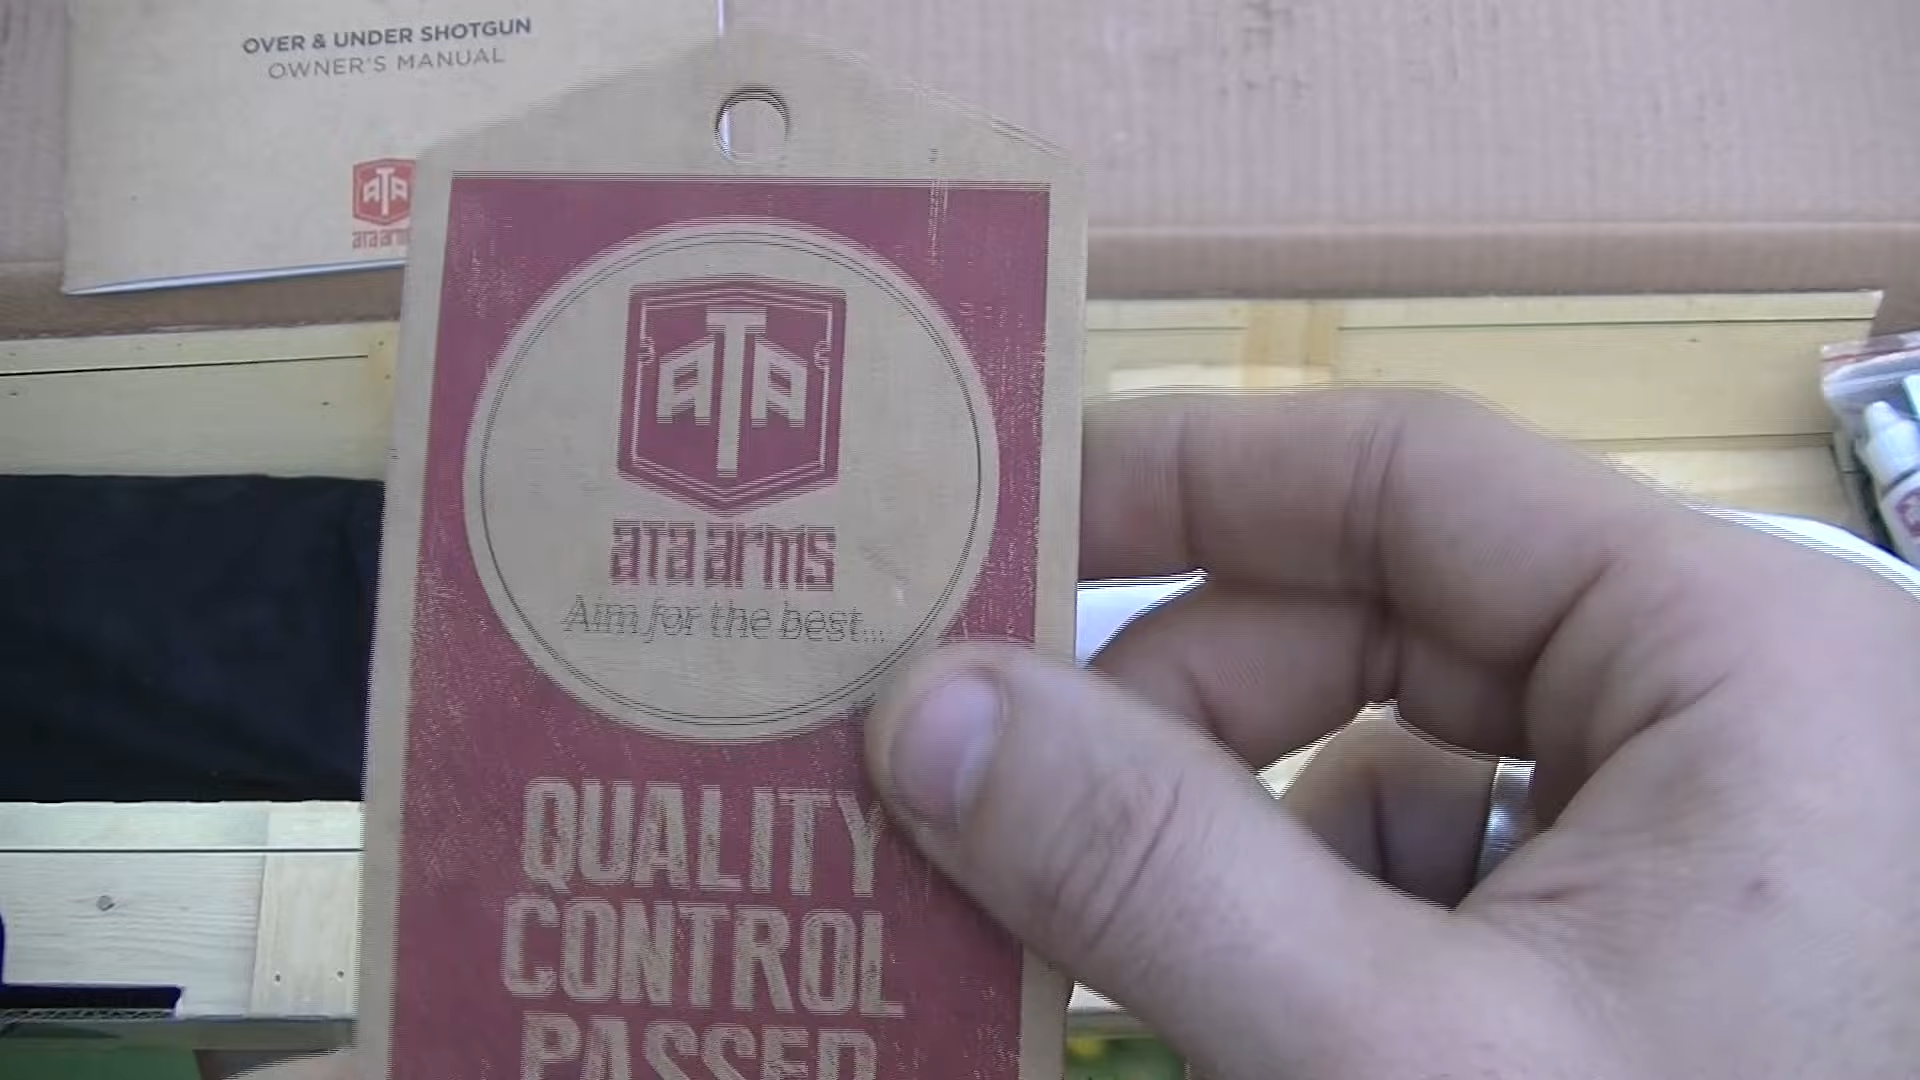 OVER & UNDER SHOTGUN
OWNER'S MANUAL
ATA
ata arms
ATA
ata arms
Aim for the best...
QUALITY
CONTROL
PASSED